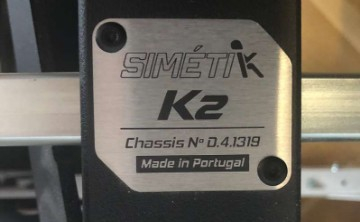 SIMÉTIK
K2
Chassis Nº D.4.1319
Made in Portugal